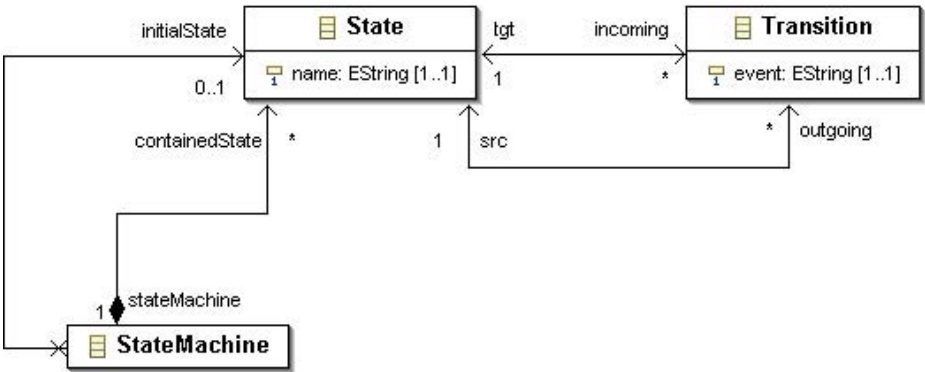 initialState
State
tgt
incoming
Transition
name: EString [1..1]
event: EString [1..1]
0..1
1
*
containedState
*
1
src
*
outgoing
1
stateMachine
StateMachine